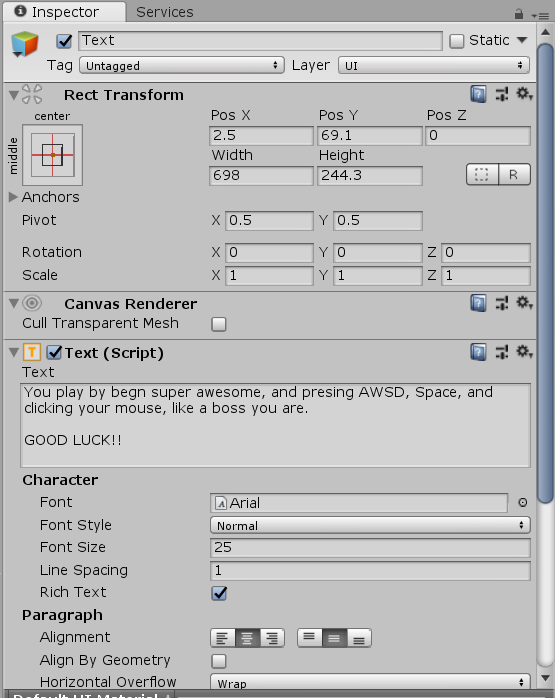 Inspector Services
Text Static
Tag Untagged Layer UI
Rect Transform
center Pos X Pos Y Pos Z
middle 2.5 69.1 0
Width Height
698 244.3 R
Anchors
Pivot X 0.5 Y 0.5
Rotation X 0 Y 0 Z 0
Scale X 1 Y 1 Z 1
Canvas Renderer
Cull Transparent Mesh
T Text (Script)
Text
You play by begn super awesome, and presing AWSD, Space, and
clicking your mouse, like a boss you are.
GOOD LUCK!!
Character
Font Arial
Font Style Normal
Font Size 25
Line Spacing 1
Rich Text
Paragraph
Alignment
Align By Geometry
Horizontal Overflow Wrap
Default UI Material